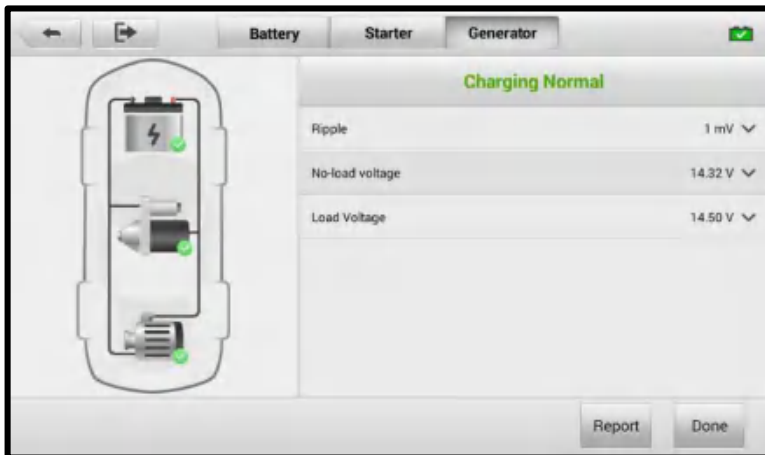 Battery Starter Generator
Charging Normal
Ripple 1 mV
No-load voltage 14.32 V
Load Voltage 14.50 V
Report Done